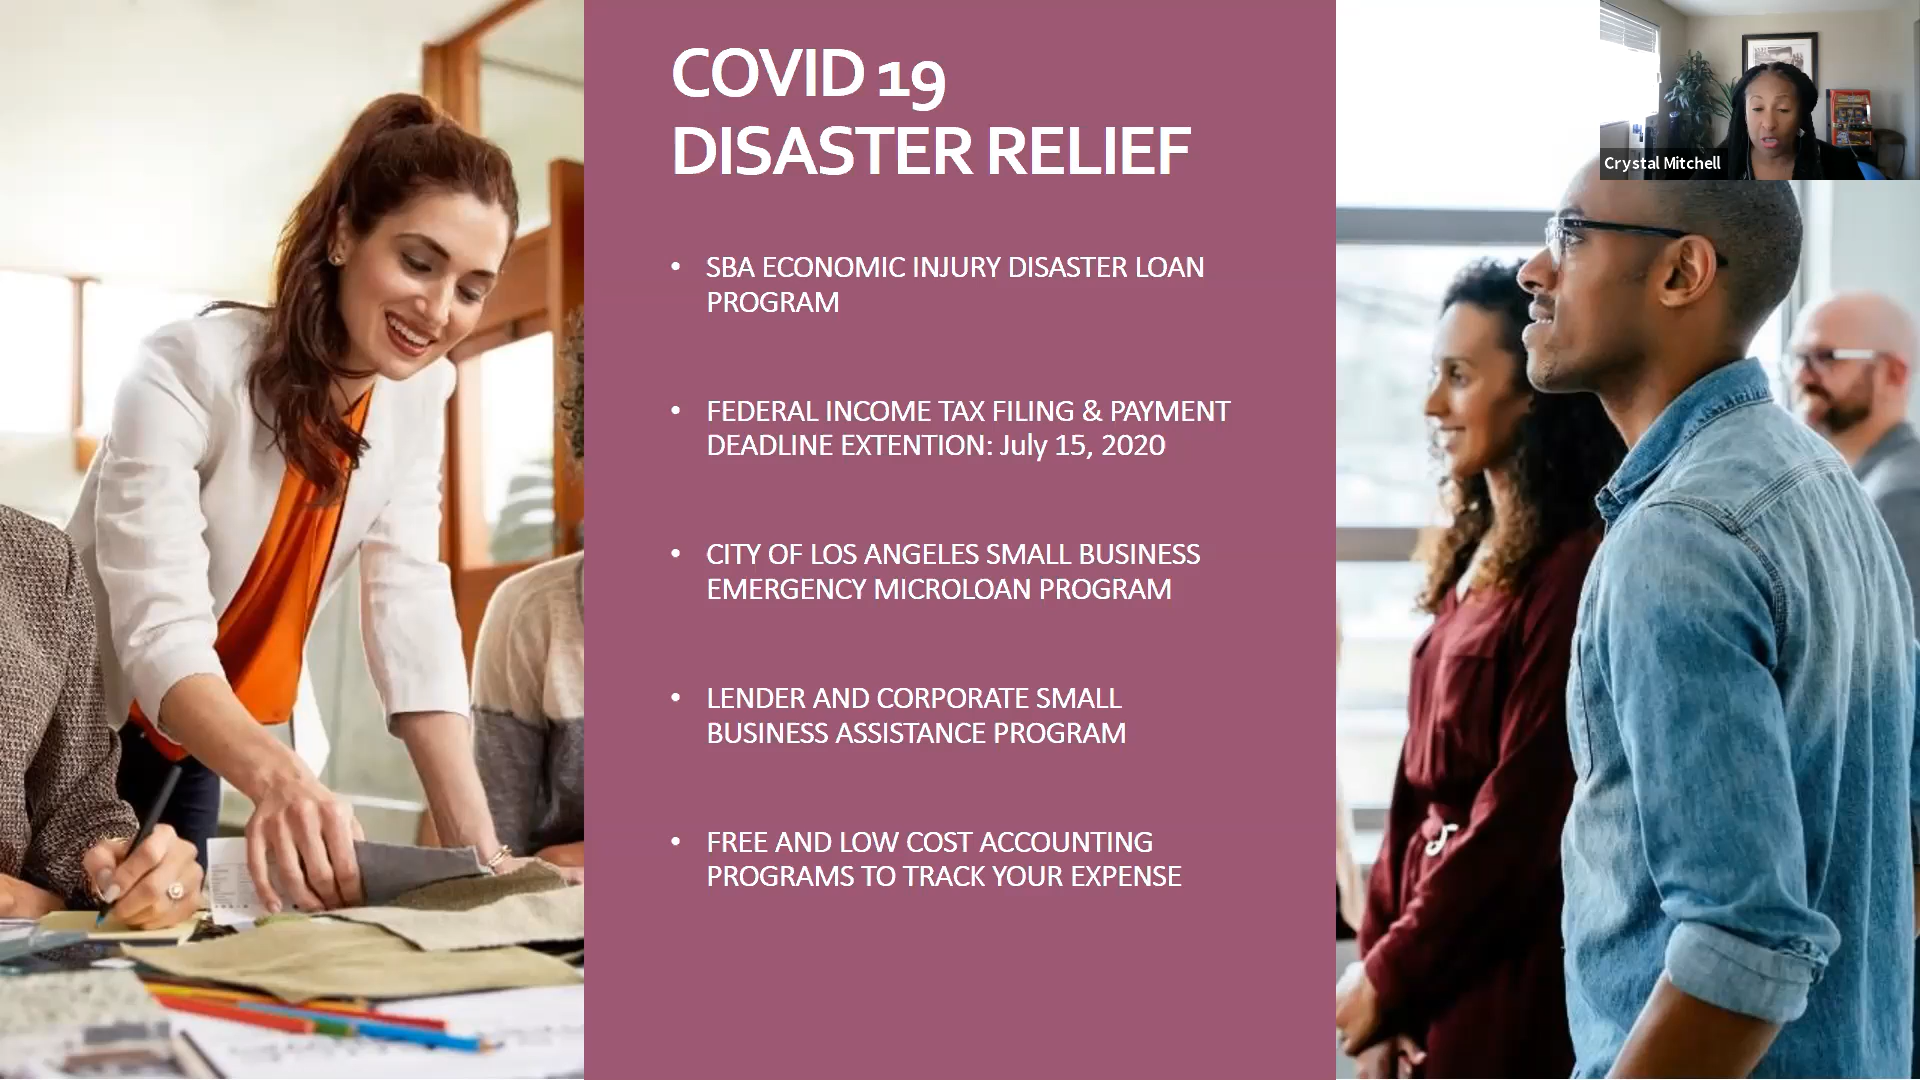 COVID 19
DISASTER RELIEF
• SBA ECONOMIC INJURY DISASTER LOAN
PROGRAM
• FEDERAL INCOME TAX FILING & PAYMENT
DEADLINE EXTENTION: July 15, 2020
• CITY OF LOS ANGELES SMALL BUSINESS
EMERGENCY MICROLOAN PROGRAM
• LENDER AND CORPORATE SMALL
BUSINESS ASSISTANCE PROGRAM
• FREE AND LOW COST ACCOUNTING
PROGRAMS TO TRACK YOUR EXPENSE
Crystal Mitchell